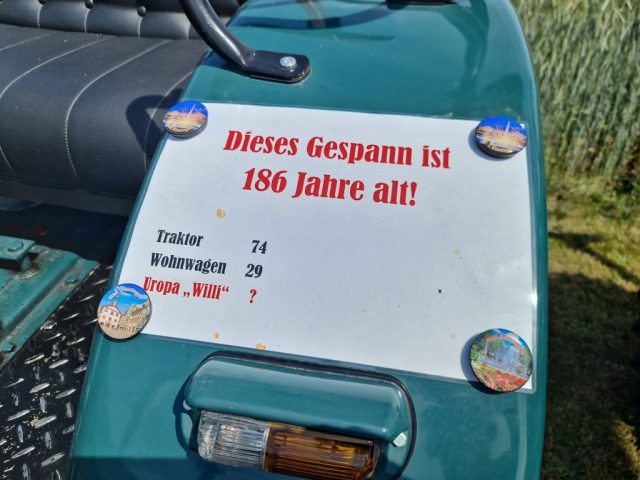 Dieses Gespann ist
186 Jahre alt!
Traktor 74
Wohnwagen 29
Uropa „Willi“ ?